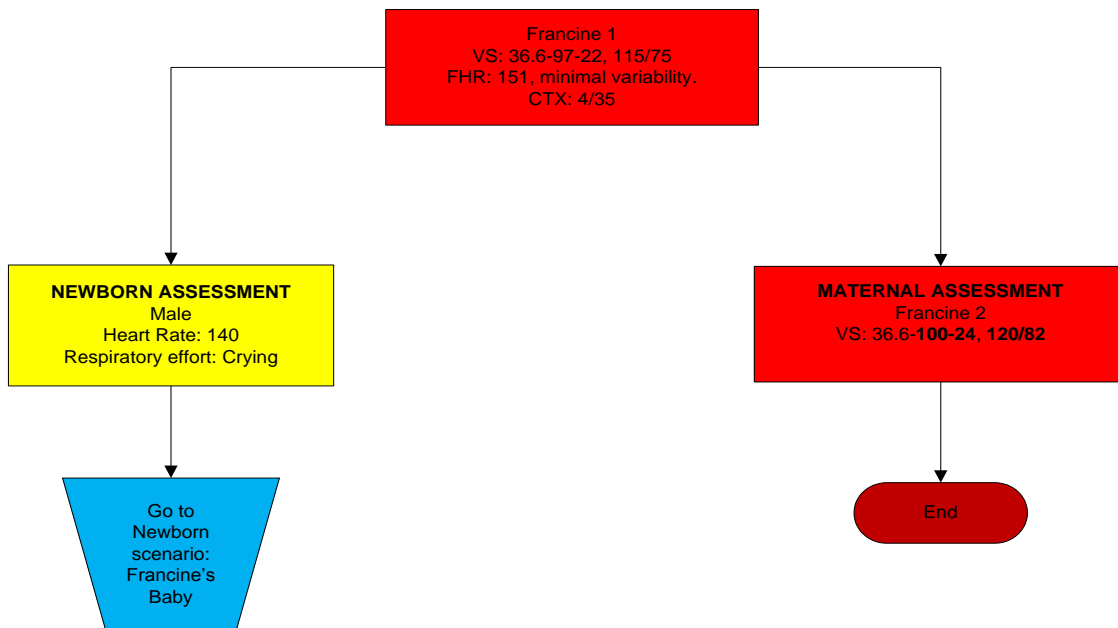 Francine 1
VS: 36.6-97-22, 115/75
FHR: 151, minimal variability.
CTX: 4/35
NEWBORN ASSESSMENT
Male
Heart Rate: 140
Respiratory effort: Crying
MATERNAL ASSESSMENT
Francine 2
VS: 36.6-100-24, 120/82
Go to
Newborn
scenario:
Francine's
Baby
End